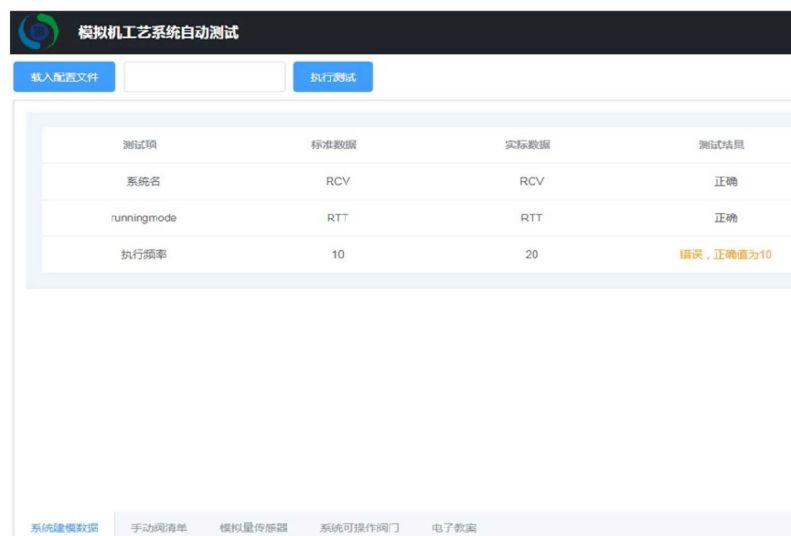 模拟机工艺系统自动测试
载入配置文件 执行测试
测试项 标准数据 实际数据 测试结果
系统名 RCV RCV 正确
runningmode RTT RTT 正确
执行频率 10 20 错误，正确值为10
系统建模数据 手动阀清单 模拟量传感器 系统可操作阀门 电子教案